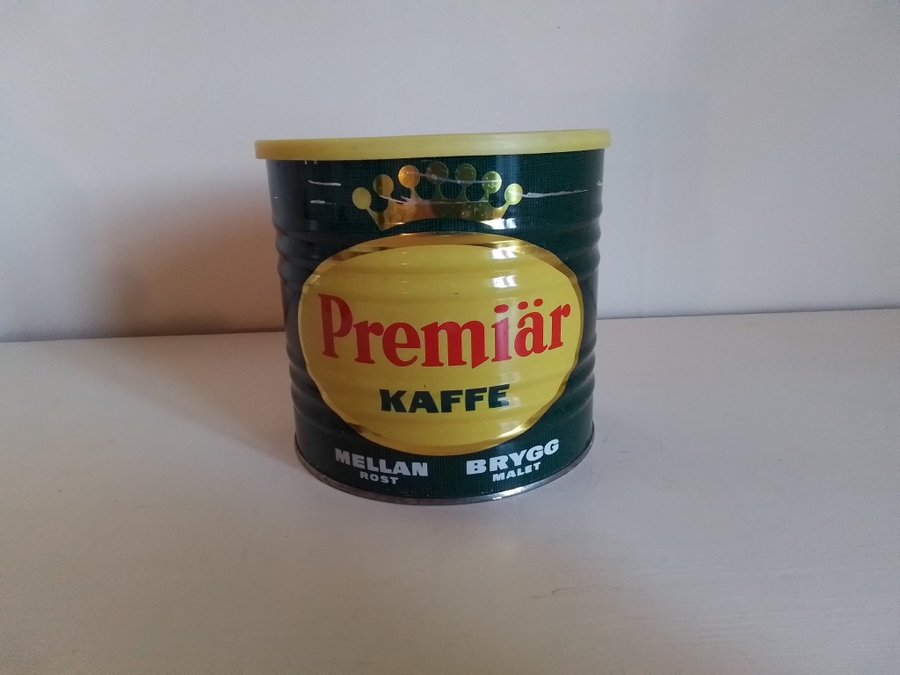 Premiär
KAFFE
MELLAN BRYGG
ROST MALET